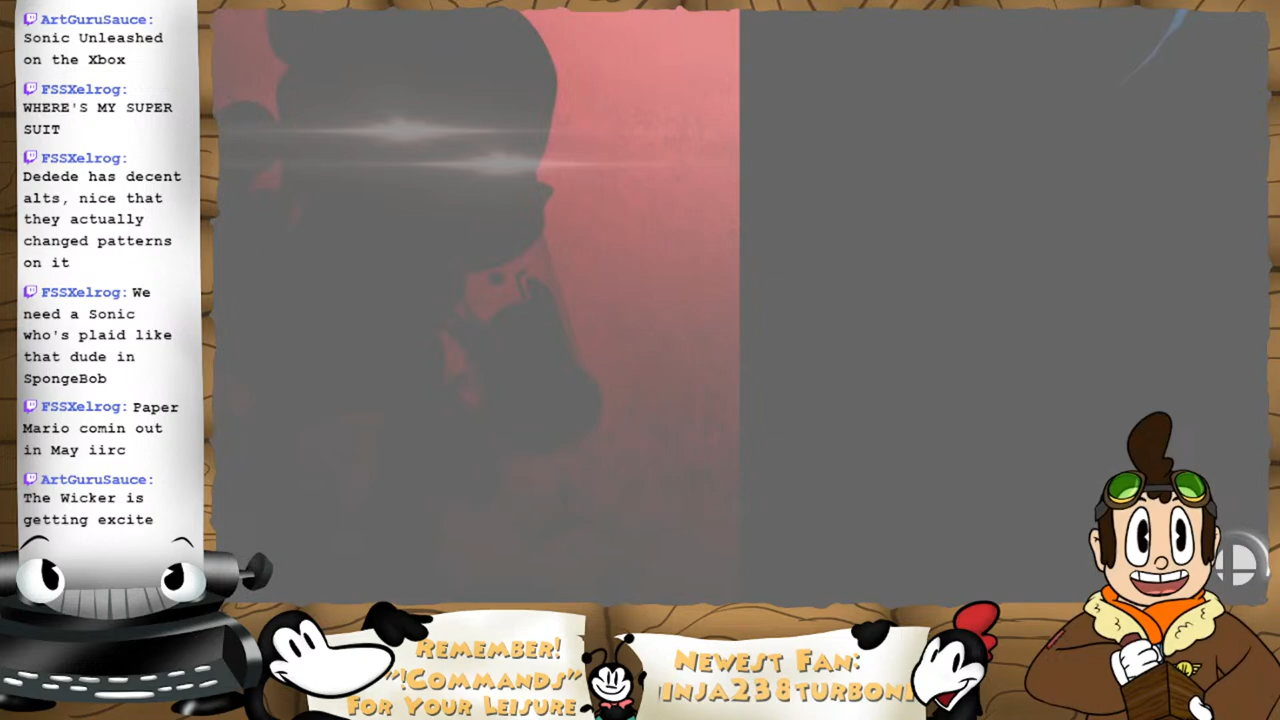 ArtGuruSauce:
Sonic Unleashed
on the Xbox
FSSXelrog:
WHERE'S MY SUPER
SUIT
FSSXelrog:
Dedede has decent
alts, nice that
they actually
changed patterns
on it
FSSXelrog: We
need a Sonic
who's plaid like
that dude in
SpongeBob
FSSXelrog: Paper
Mario comin out
in May iirc
ArtGuruSauce:
The Wicker is
getting excite
Remember!
"!Commands"
For Your Leisure
Newest Fan: